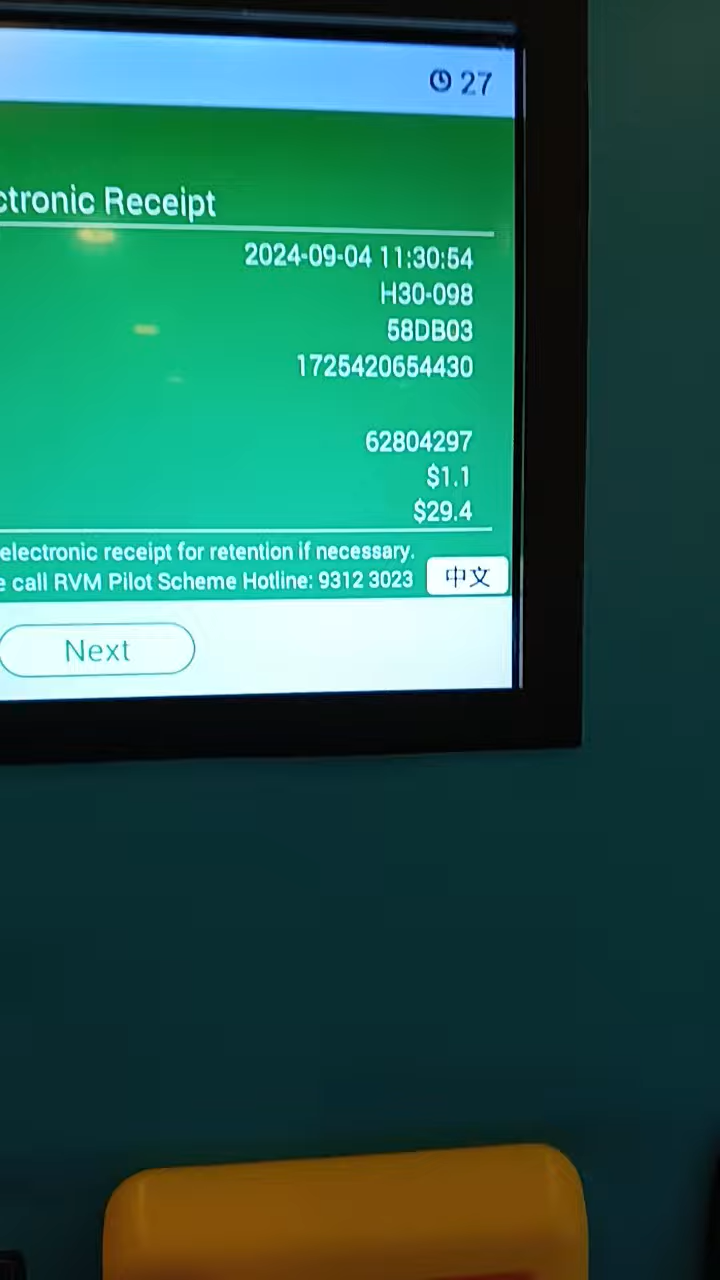 27
ctronic Receipt
2024-09-04 11:30:54
H30-098
58DB03
1725420654430
62804297
$1.1
$29.4
electronic receipt for retention if necessary.
e call RVM Pilot Scheme Hotline: 9312 3023
中文
Next